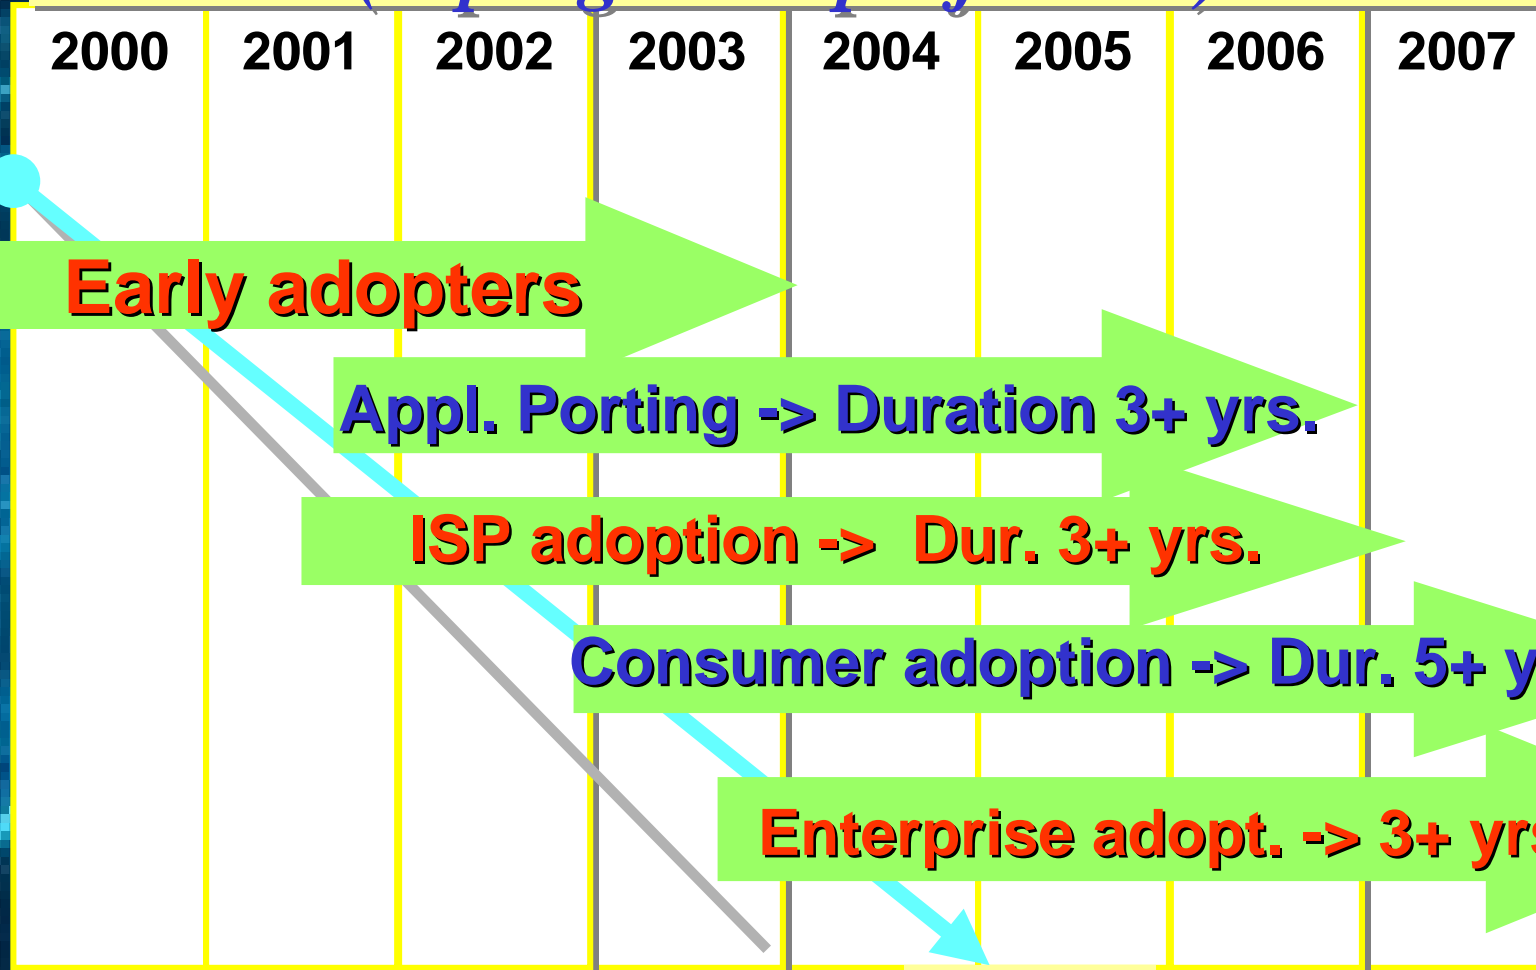 2000 2001 2002 2003 2004 2005 2006 2007
Early adopters
Appl. Porting -> Duration 3+ yrs.
ISP adoption -> Dur. 3+ yrs.
Consumer adoption -> Dur. 5+
Enterprise adopt. -> 3+ yrs